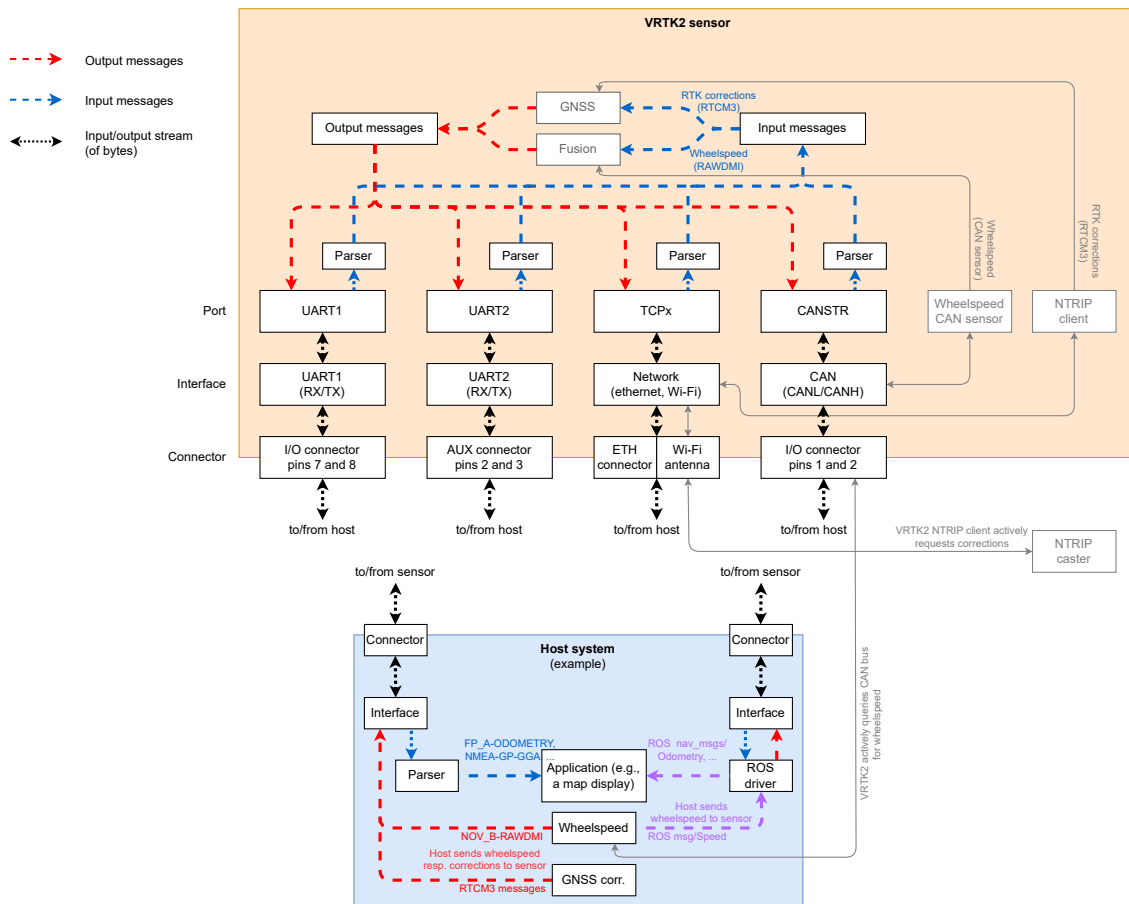 VRTK2 sensor
Output messages
Input messages
Input/output stream
(of bytes)
GNSS
Fusion
RTK corrections
(RTCM3)
Output messages
Input messages
Wheelspeed
(RAWDMI)
Wheelspeed
(CAN sensor)
RTK corrections
(RTCM3)
Parser
Parser
Parser
Parser
Port
UART1
UART2
TCPx
CANSTR
Wheelspeed
CAN sensor
NTRIP
client
Interface
UART1
(RX/TX)
UART2
(RX/TX)
Network
(ethernet, Wi-Fi)
CAN
(CANL/CANH)
Connector
I/O connector
pins 7 and 8
AUX connector
pins 2 and 3
ETH
connector
Wi-Fi
antenna
I/O connector
pins 1 and 2
to/from host
to/from host
to/from host
to/from host
VRTK2 NTRIP client actively
requests corrections
NTRIP
caster
to/from sensor
to/from sensor
Connector
Host system
(example)
Connector
Interface
Interface
VRTK2 actively queries CAN bus
for wheelspeed
FP_A-ODOMETRY,
NMEA-GP-GGA, ...
ROS nav_msgs/
Odometry, ...
Parser
Application (e.g.,
a map display)
ROS
driver
Host sends
wheelspeed to sensor
Wheelspeed
NOV_B-RAWDMI
ROS msg/Speed
Host sends wheelspeed
resp. corrections to sensor
RTCM3 messages
GNSS corr.